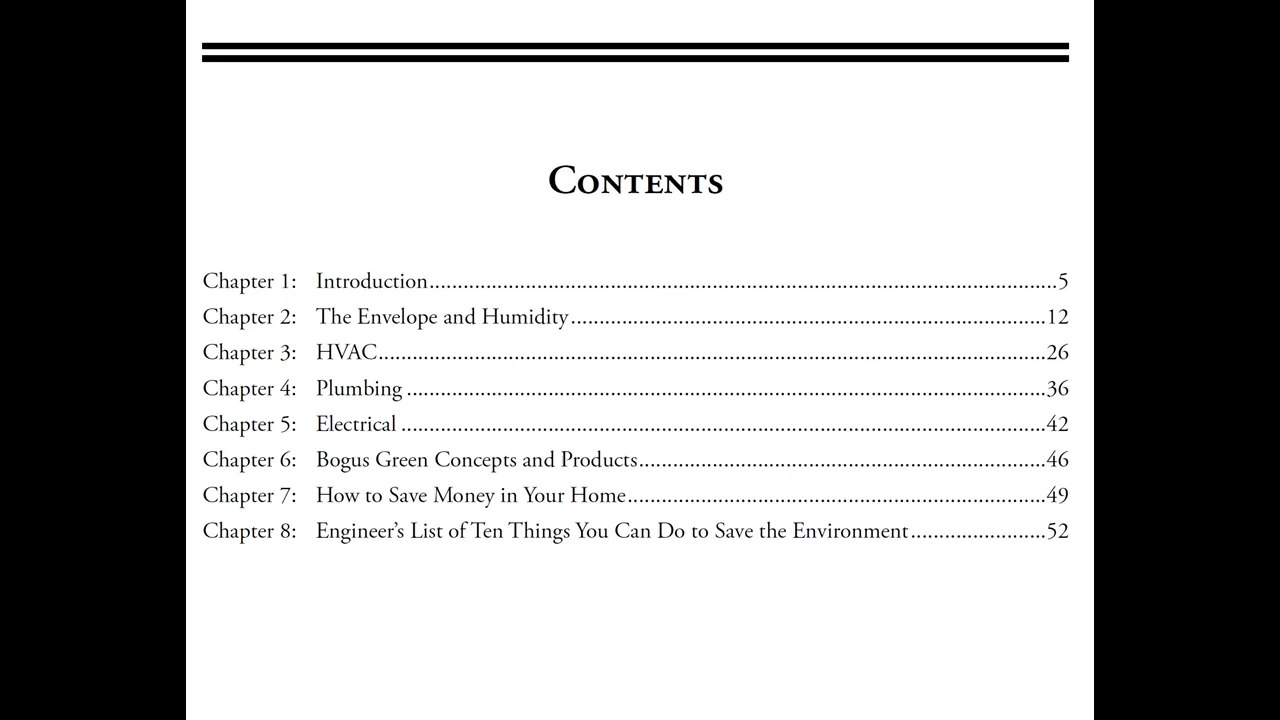 Contents
Chapter 1: Introduction..........................................................................................................5
Chapter 2: The Envelope and Humidity................................................................................12
Chapter 3: HVAC.................................................................................................................26
Chapter 4: Plumbing ............................................................................................................36
Chapter 5: Electrical .............................................................................................................42
Chapter 6: Bogus Green Concepts and Products.....................................................................46
Chapter 7: How to Save Money in Your Home.......................................................................49
Chapter 8: Engineer’s List of Ten Things You Can Do to Save the Environment.......................52